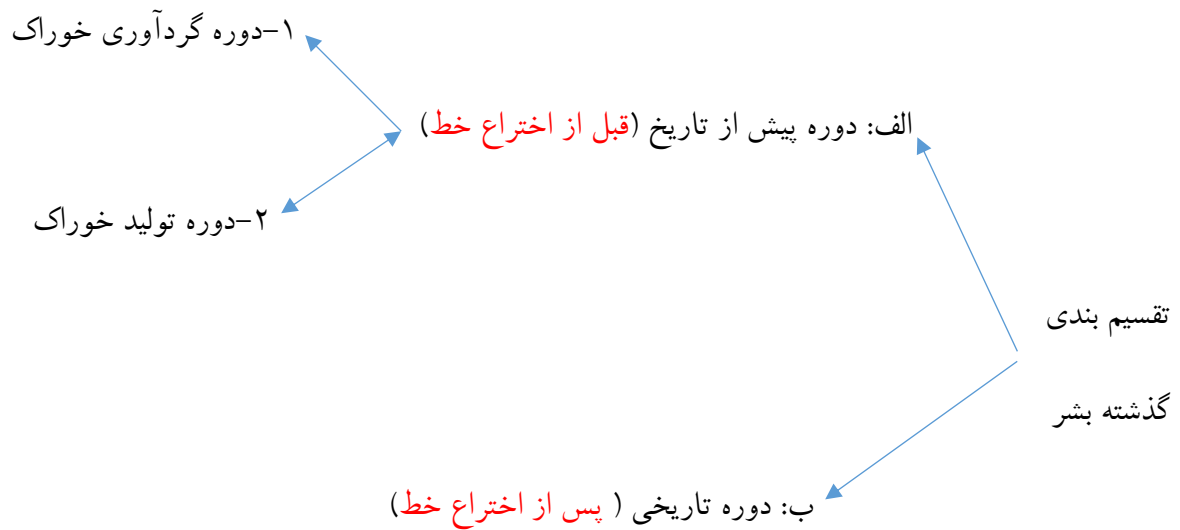 ۱-دوره گردآوری خوراک
الف: دوره پیش از تاریخ (قبل از اختراع خط)
۲-دوره تولید خوراک
تقسیم بندی
گذشته بشر
ب: دوره تاریخی ( پس از اختراع خط)